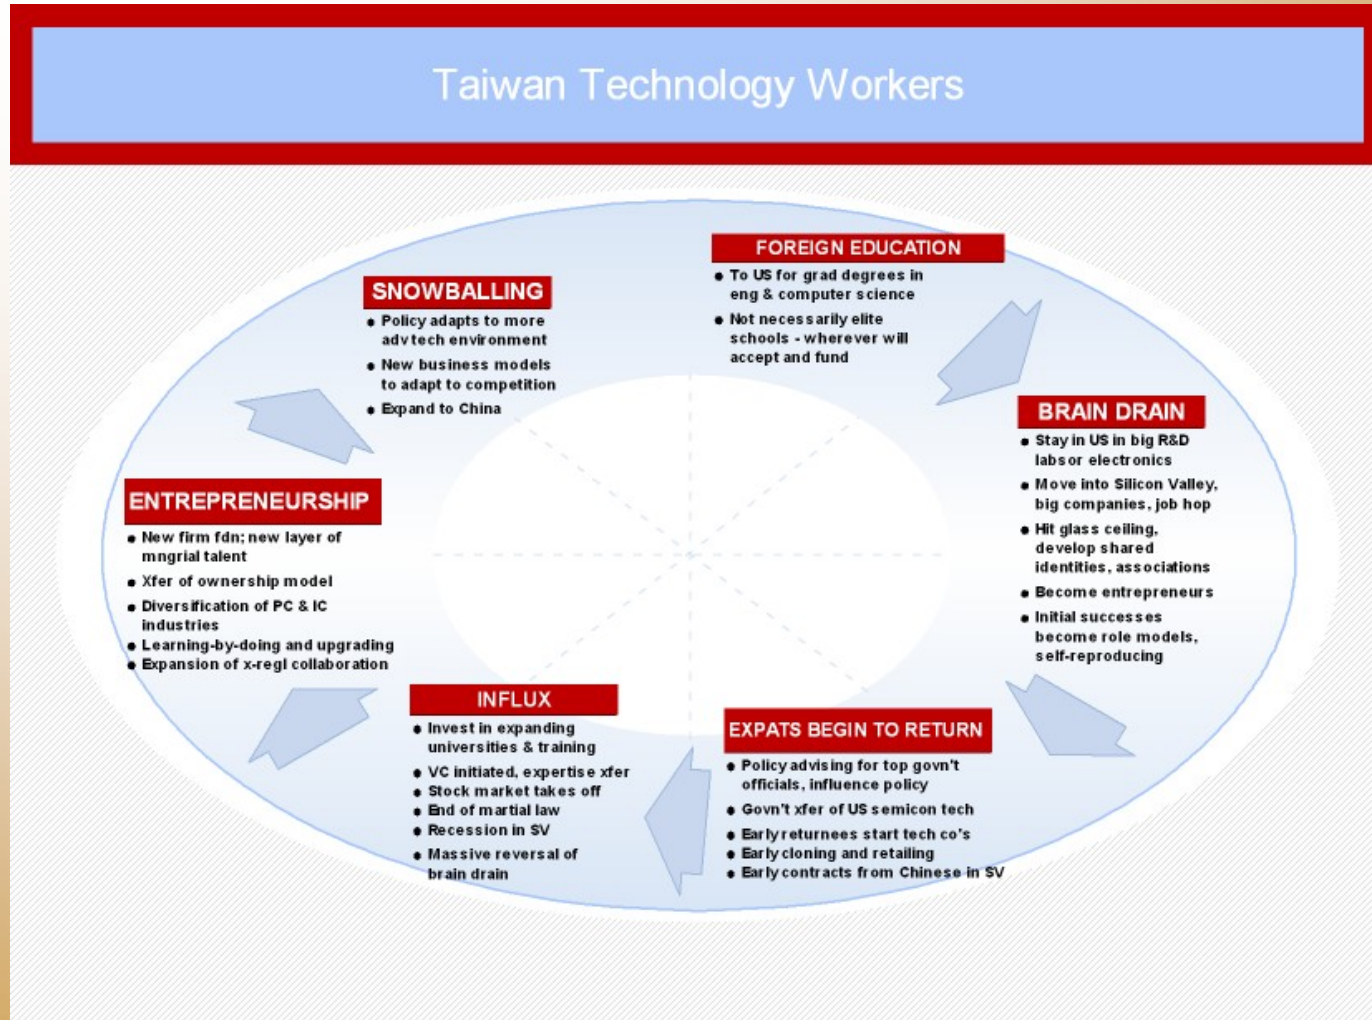 Taiwan Technology Workers
FOREIGN EDUCATION
• To US for grad degrees in
eng & computer science
• Not necessarily elite
schools - wherever will
accept and fund
BRAIN DRAIN
• Stay in US in big R&D
labsor electronics
• Move into Silicon Valley,
big companies, job hop
• Hit glass ceiling,
develop shared
identities, associations
• Become entrepreneurs
• Initial successes
become role models,
self-reproducing
EXPATS BEGIN TO RETURN
• Policy advising for top govn't
officials, influence policy
• Govn't xfer of US semicon tech
• Early returnees start tech co's
• Early cloning and retailing
• Early contracts from Chinese in SV
INFLUX
• Invest in expanding
universities & training
• VC initiated, expertise xfer
• Stock market takes off
• End of martial law
• Recession in SV
• Massive reversal of
brain drain
ENTREPRENEURSHIP
• New firm fdn; new layer of
mngrial talent
• Xfer of ownership model
• Diversification of PC & IC
industries
• Learning-by-doing and upgrading
• Expansion of x-regl collaboration
SNOWBALLING
• Policy adapts to more
adv tech environment
• New business models
to adapt to competition
• Expand to China